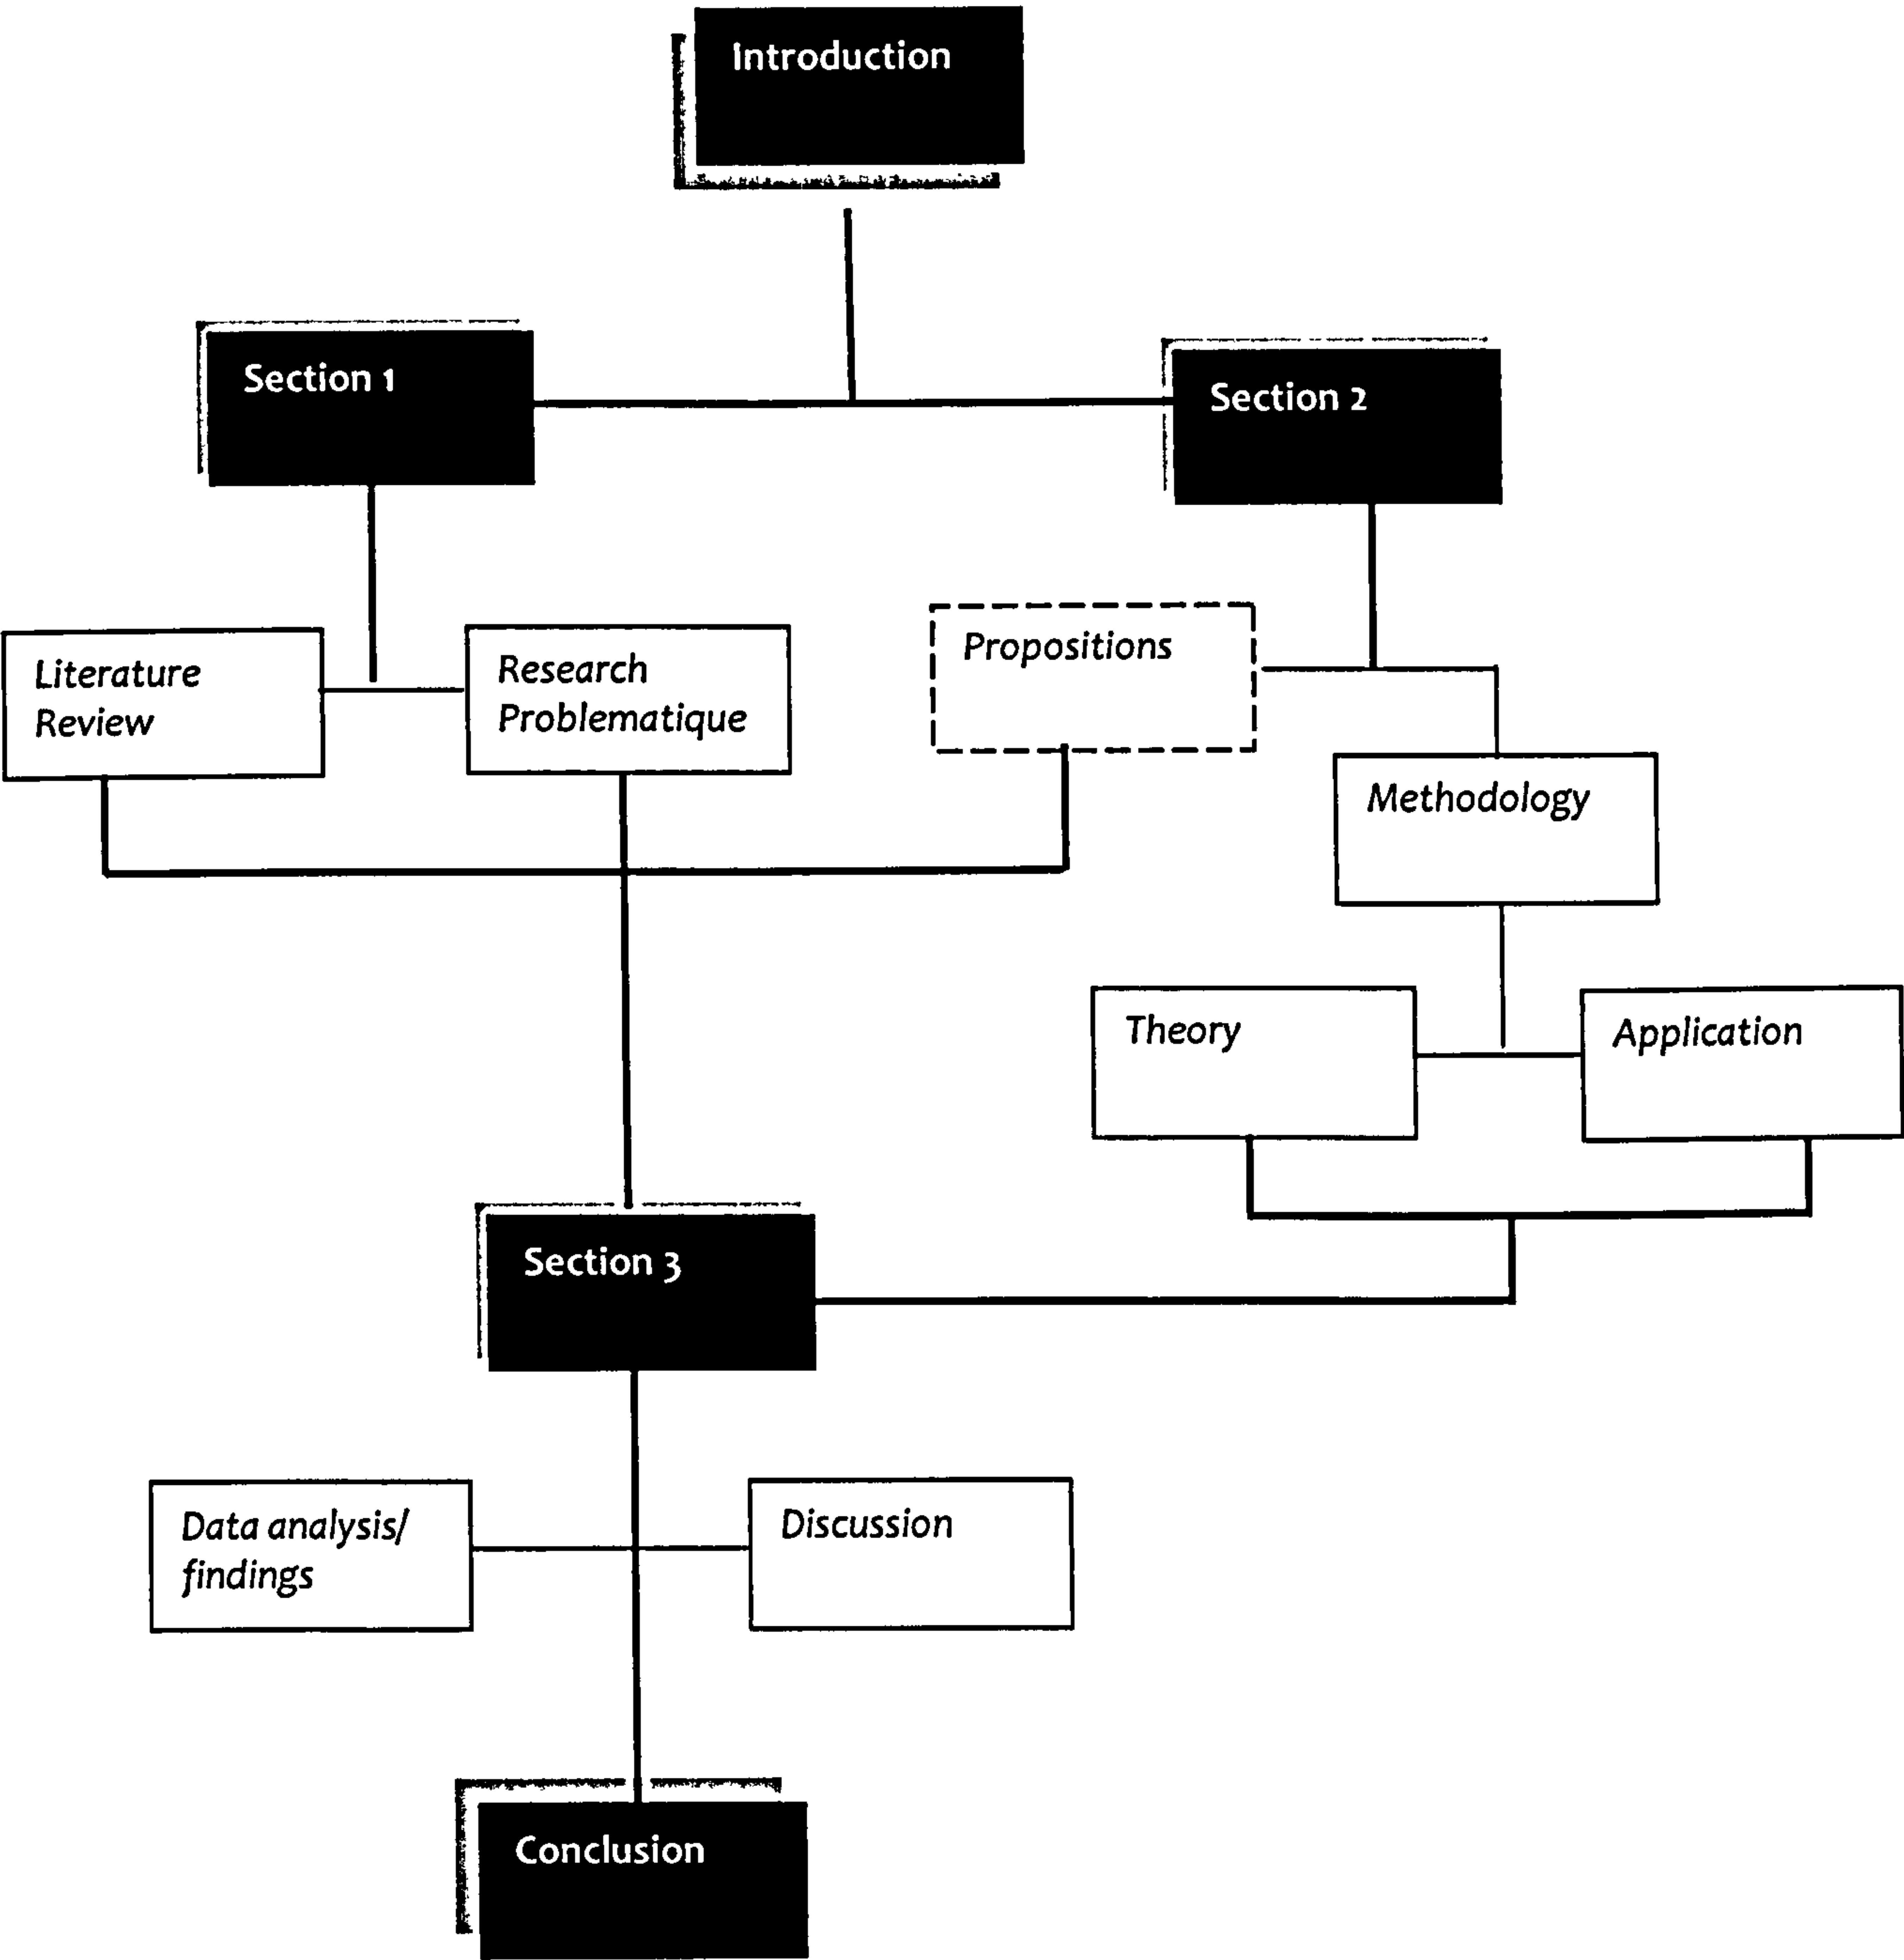 Introduction
Section 1
Section 2
Literature
Review
Research
Problematique
Propositions
Methodology
Theory
Application
Section 3
Data analysis/
findings
Discussion
Conclusion